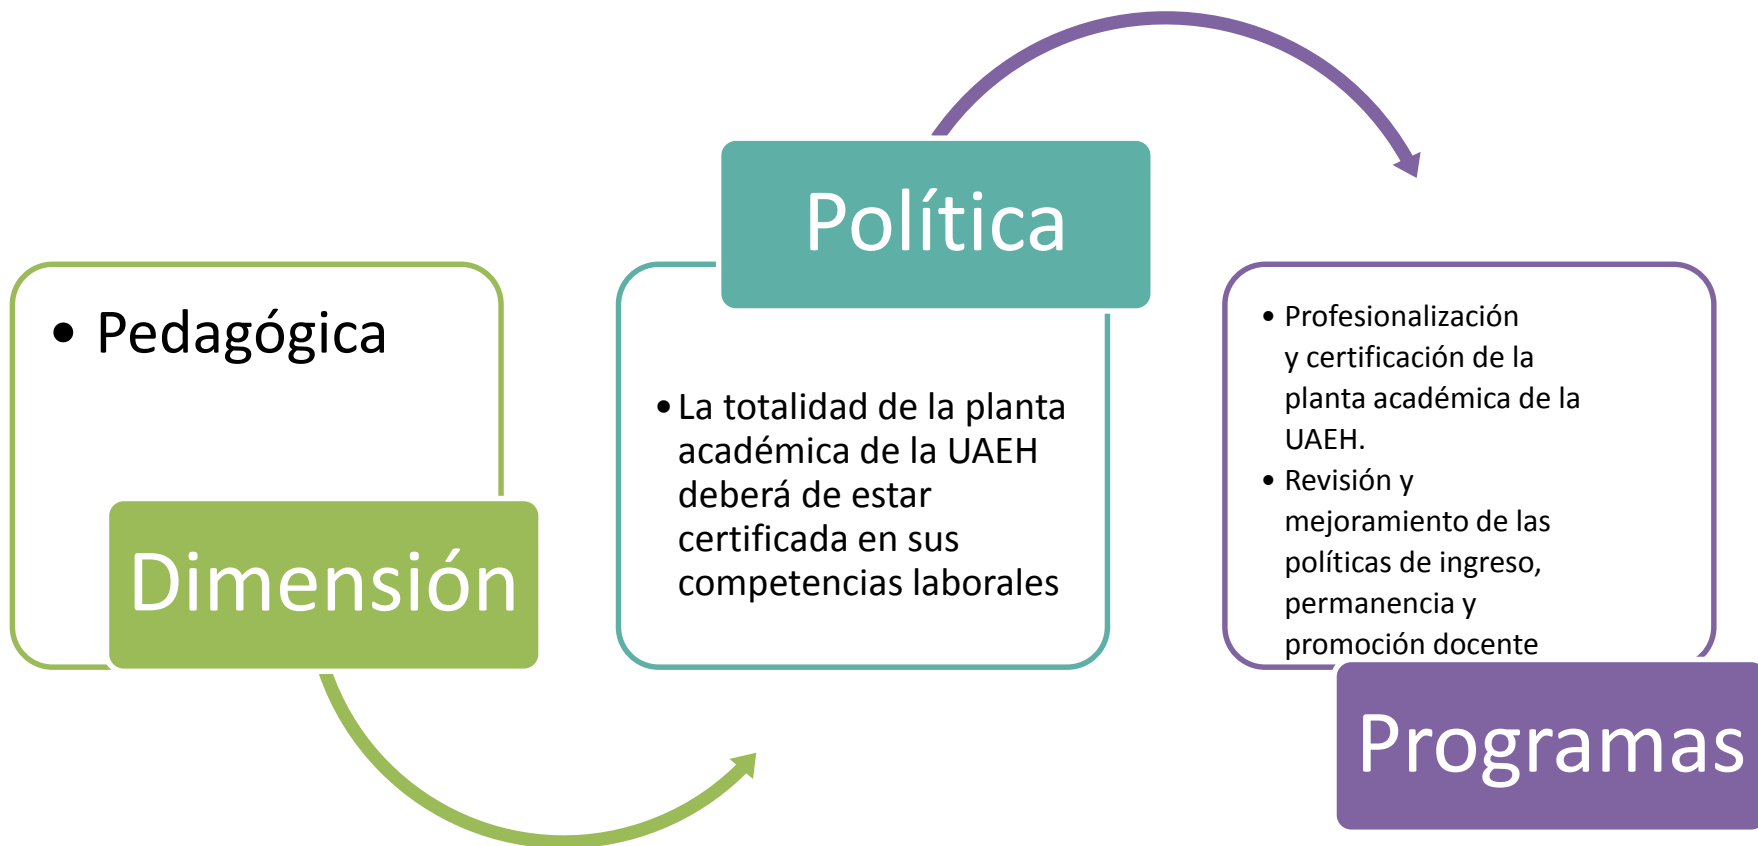 • Pedagógica
Dimensión
Política
• La totalidad de la planta
académica de la UAEH
deberá de estar
certificada en sus
competencias laborales
• Profesionalización
y certificación de la
planta académica de la
UAEH.
• Revisión y
mejoramiento de las
políticas de ingreso,
permanencia y
promoción docente
Programas